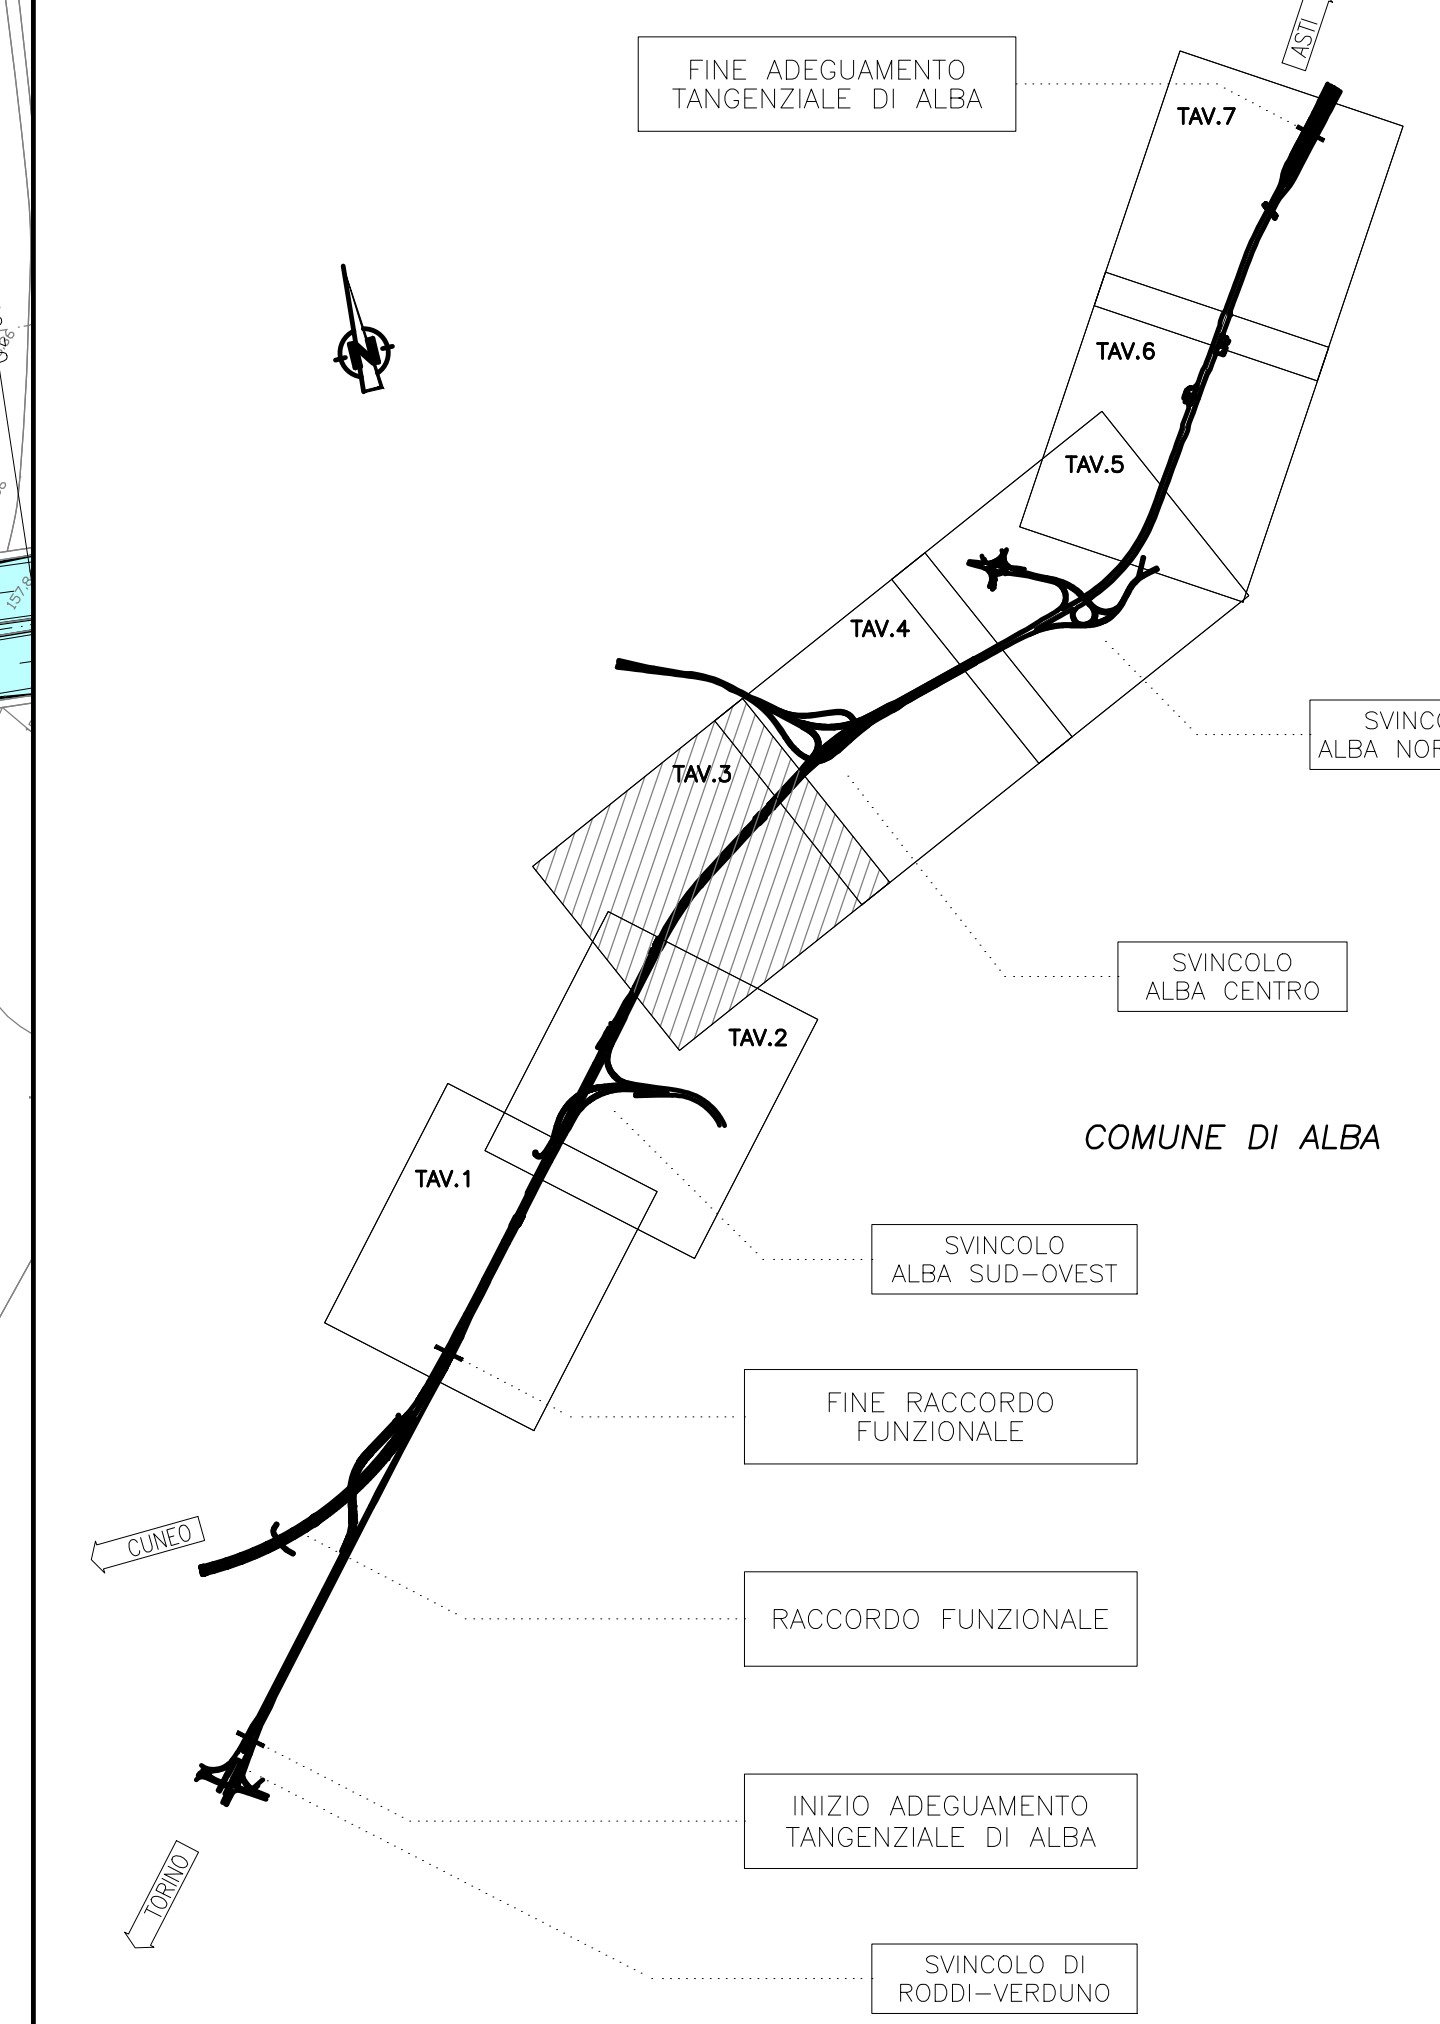 ASTI
FINE ADEGUAMENTO
TANGENZIALE DI ALBA
TAV.7
N
TAV.6
TAV.5
TAV.4
SVINCO
ALBA NOR
TAV.3
157.8
SVINCOLO
ALBA CENTRO
TAV.2
COMUNE DI ALBA
TAV.1
SVINCOLO
ALBA SUD-OVEST
FINE RACCORDO
FUNZIONALE
CUNEO
RACCORDO FUNZIONALE
INIZIO ADEGUAMENTO
TANGENZIALE DI ALBA
TORINO
SVINCOLO DI
RODDI-VERDUNO